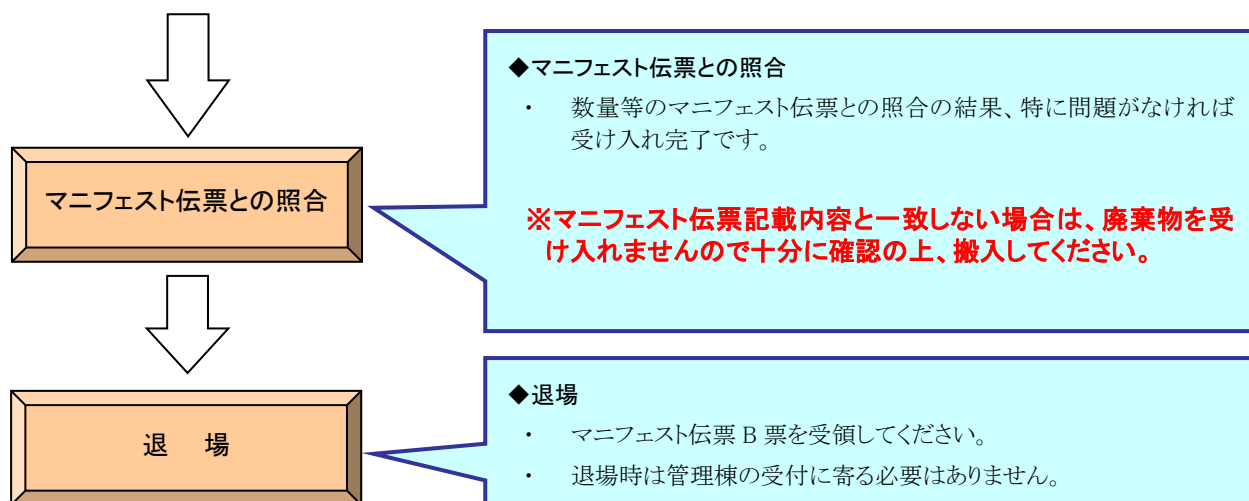 マニフェスト伝票との照合
◆マニフェスト伝票との照合
・ 数量等のマニフェスト伝票との照合の結果、特に問題がなければ
受け入れ完了です。
※マニフェスト伝票記載内容と一致しない場合は、廃棄物を受
け入れませんので十分に確認の上、搬入してください。
退 場
◆退場
・ マニフェスト伝票 B 票を受領してください。
・ 退場時は管理棟の受付に寄る必要はありません。